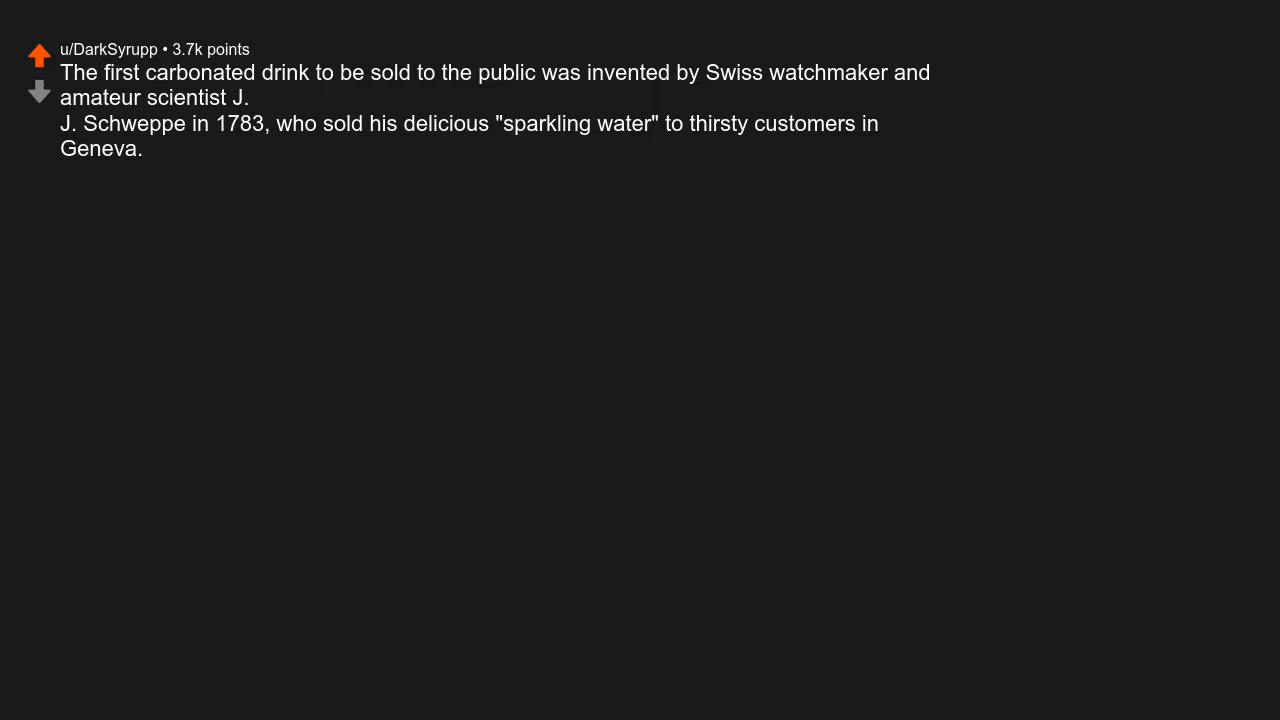 u/DarkSyrupp • 3.7k points
The first carbonated drink to be sold to the public was invented by Swiss watchmaker and
amateur scientist J.
J. Schweppe in 1783, who sold his delicious "sparkling water" to thirsty customers in
Geneva.